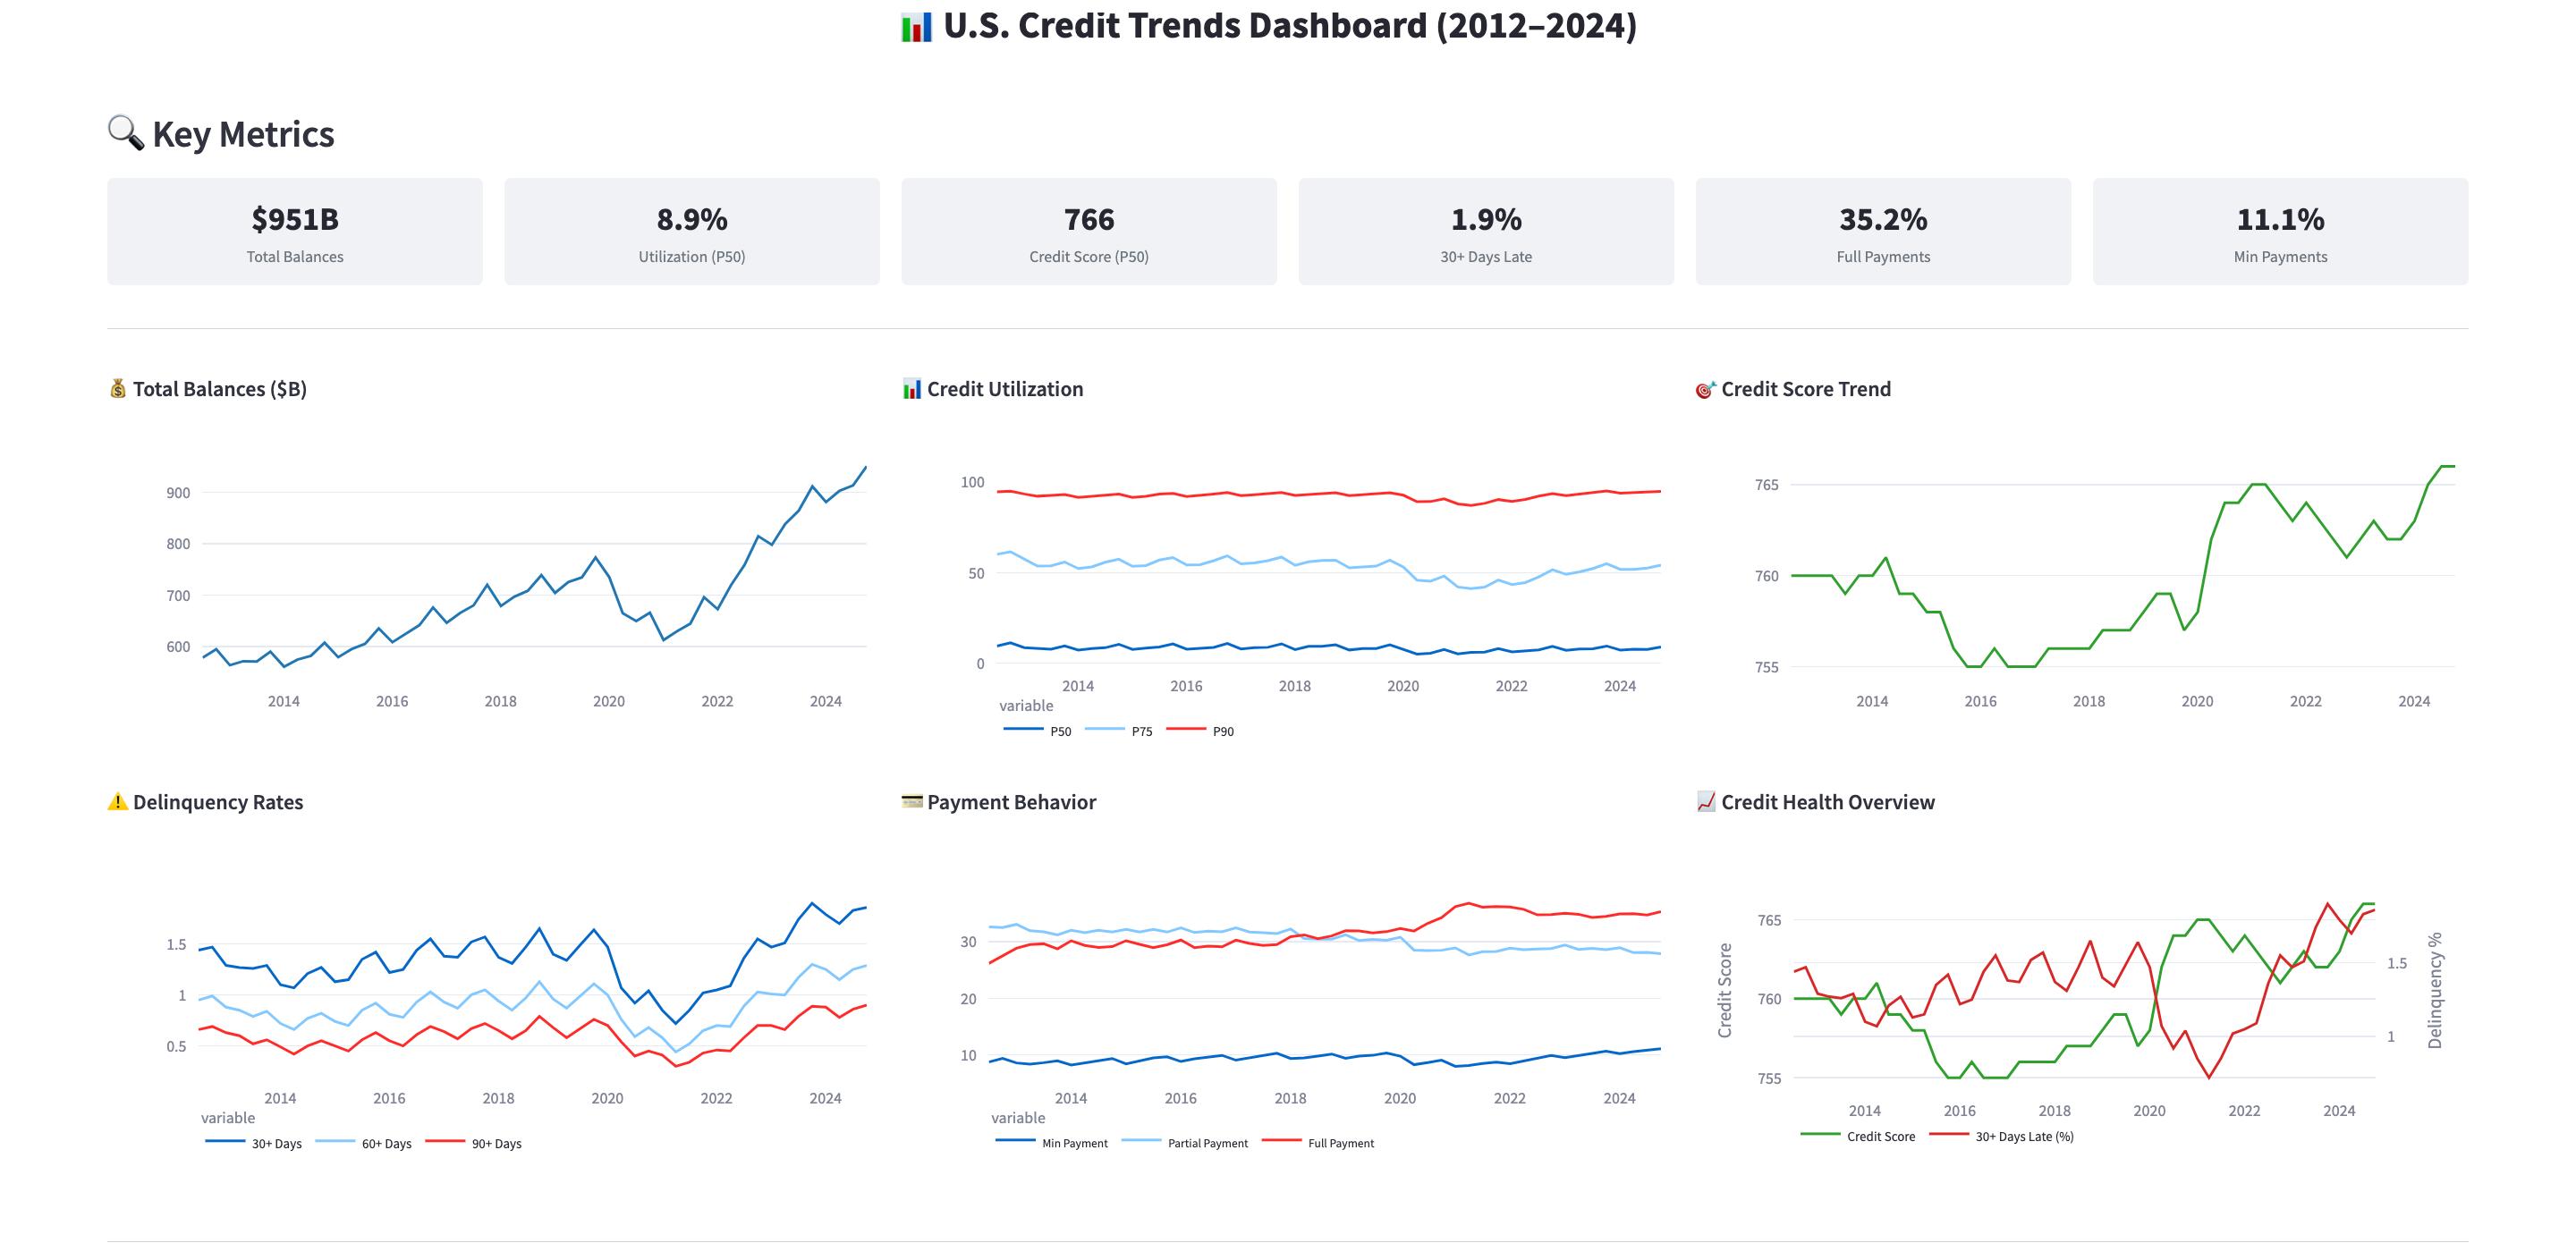 📊 U.S. Credit Trends Dashboard (2012–2024)
🔍 Key Metrics
$951B
Total Balances
8.9%
Utilization (P50)
766
Credit Score (P50)
1.9%
30+ Days Late
35.2%
Full Payments
11.1%
Min Payments
💰 Total Balances ($B)
900
800
700
600
2014 2016 2018 2020 2022 2024
📊 Credit Utilization
100
50
0
2014 2016 2018 2020 2022 2024
variable
P50 P75 P90
🎯 Credit Score Trend
765
760
755
2014 2016 2018 2020 2022 2024
⚠️ Delinquency Rates
1.5
1
0.5
2014 2016 2018 2020 2022 2024
variable
30+ Days 60+ Days 90+ Days
💳 Payment Behavior
30
20
10
2014 2016 2018 2020 2022 2024
variable
Min Payment Partial Payment Full Payment
📈 Credit Health Overview
Credit Score
765
760
755
1.5
1
Delinquency %
2014 2016 2018 2020 2022 2024
Credit Score 30+ Days Late (%)